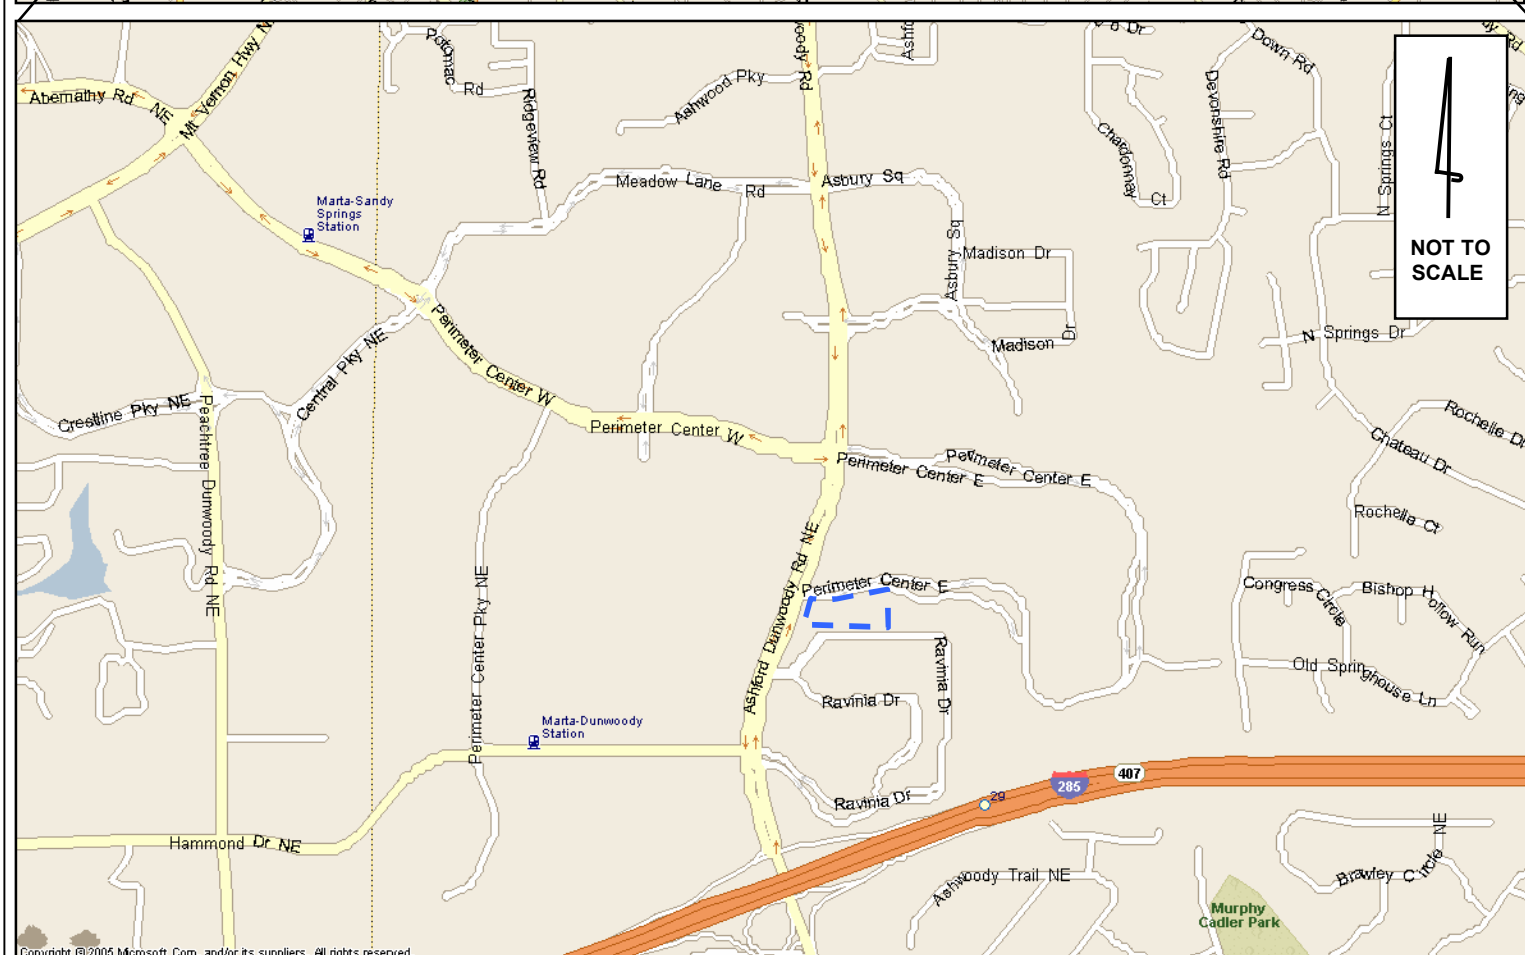 Abernathy Rd NE
Mt Vernon Hwy N
Potomac
Rd
Ridgeview Rd
Ashwood Pky
oody Rd
Ashfo
Dr
Down Rd
Devonshire Rd
Chardonnay
Ct
N Springs Ct
NOT TO
SCALE
Marta-Sandy
Springs
Station
Meadow Lane Rd
Asbury Sq
Asbury Sq
Madison Dr
Madison Dr
N Springs Dr
Perimeter Center W
Central Pky NE
Crestline Pky NE
Peachtree Dunwoody Rd NE
Perimeter Center W
Perimeter Center E
Perimeter Center E
Rochelle Dr
Chateau Dr
Rochella Ct
Perimeter Center Pky NE
Ashford Dunwoody Rd NE
Perimeter Center E
Congress Circle
Bishop Hollow Run
Old Springhouse Ln
Ravinia Dr
Ravinia Dr
Marta-Dunwoody
Station
Ravinia Dr
29
285
407
Hammond Dr NE
Ashwoody Trail NE
Brawley Circle NE
Murphy
Cadler Park
Copyright © 2005 Microsoft Corp. and/or its suppliers. All rights reserved.